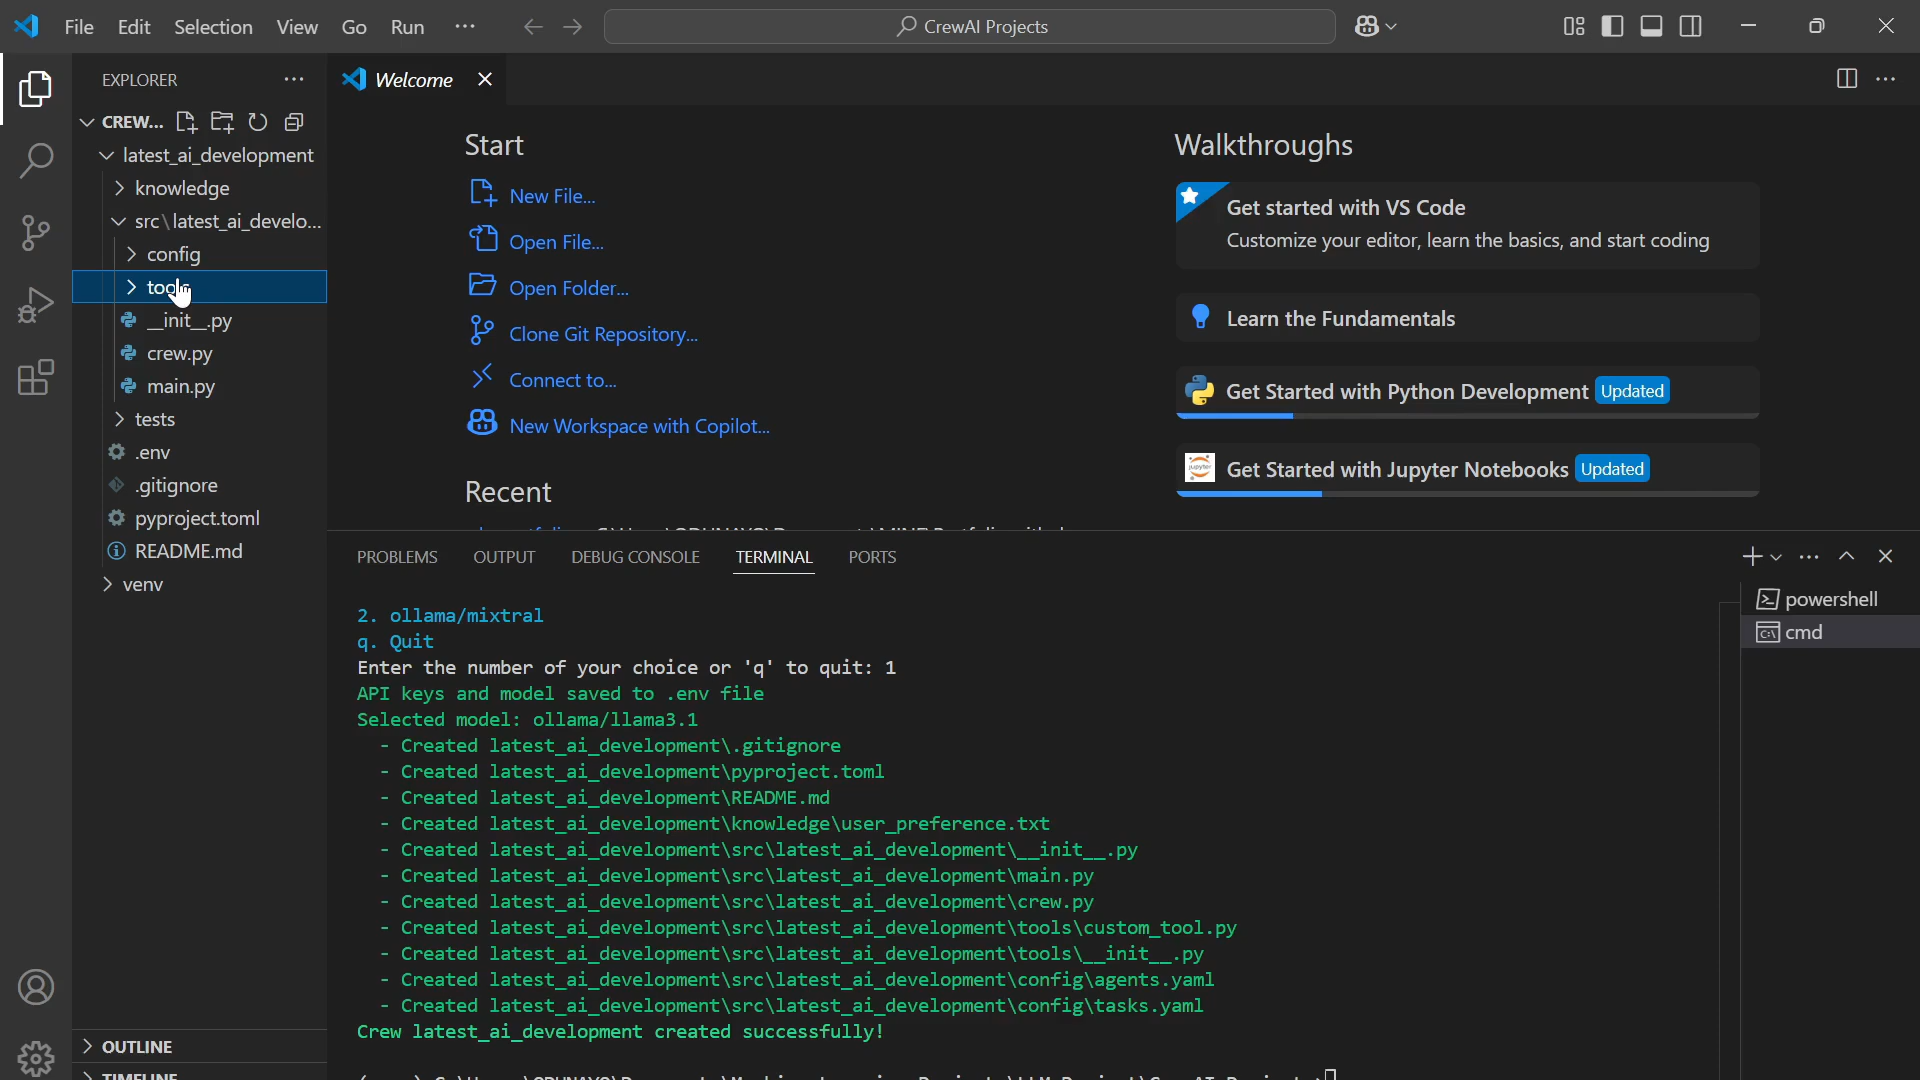 File Edit Selection View Go Run ···
CrewAI Projects
EXPLORER
CREW...
latest_ai_development
knowledge
src\latest_ai_develo...
config
tools
__init__.py
crew.py
main.py
tests
.env
.gitignore
pyproject.toml
README.md
venv
OUTLINE
TIMELINE
Welcome
Start
New File...
Open File...
Open Folder...
Clone Git Repository...
Connect to...
New Workspace with Copilot...
Recent
Walkthroughs
Get started with VS Code
Customize your editor, learn the basics, and start coding
Learn the Fundamentals
Get Started with Python Development Updated
jupyter
Get Started with Jupyter Notebooks Updated
PROBLEMS OUTPUT DEBUG CONSOLE TERMINAL PORTS
2. ollama/mixtral
q. Quit
Enter the number of your choice or 'q' to quit: 1
API keys and model saved to .env file
Selected model: ollama/llama3.1
- Created latest_ai_development\.gitignore
- Created latest_ai_development\pyproject.toml
- Created latest_ai_development\README.md
- Created latest_ai_development\knowledge\user_preference.txt
- Created latest_ai_development\src\latest_ai_development\__init__.py
- Created latest_ai_development\src\latest_ai_development\main.py
- Created latest_ai_development\src\latest_ai_development\crew.py
- Created latest_ai_development\src\latest_ai_development\tools\custom_tool.py
- Created latest_ai_development\src\latest_ai_development\tools\__init__.py
- Created latest_ai_development\src\latest_ai_development\config\agents.yaml
- Created latest_ai_development\src\latest_ai_development\config\tasks.yaml
Crew latest_ai_development created successfully!
powershell
cmd